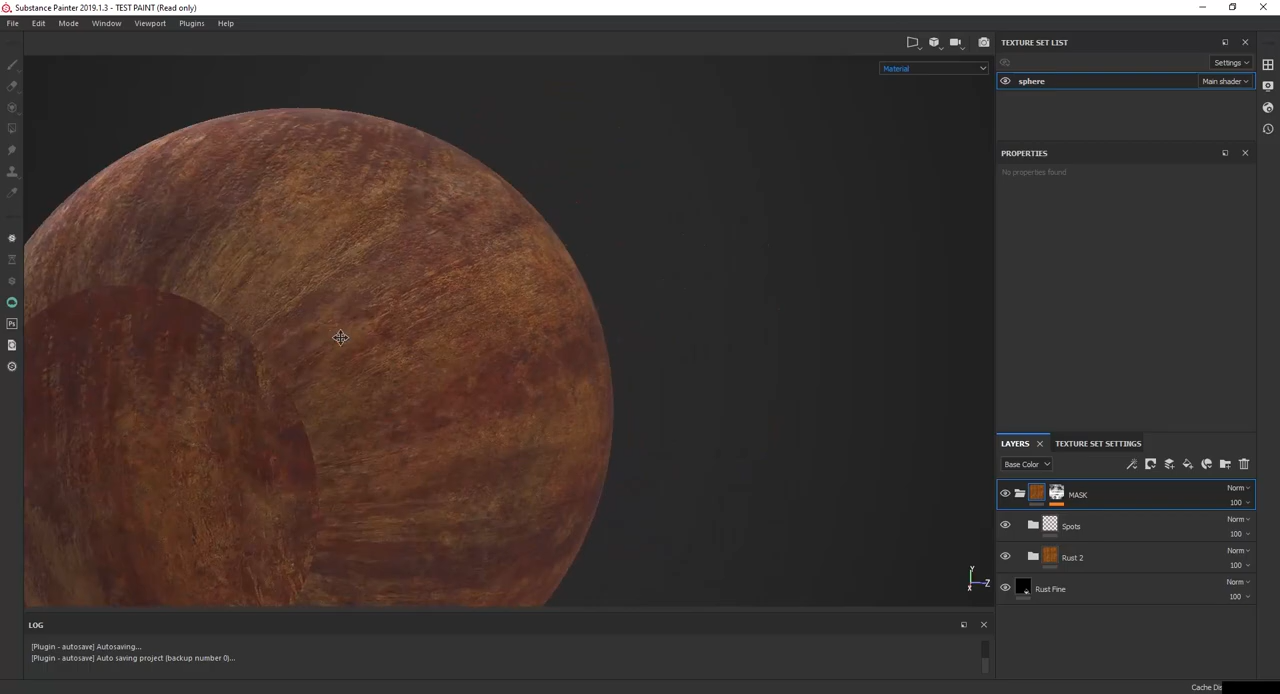 Substance Painter 2019.1.3 - TEST PAINT (Read only)
File Edit Mode Window Viewport Plugins Help
TEXTURE SET LIST
Settings
Material
sphere Main shader
PROPERTIES
No properties found
Ps
LAYERS TEXTURE SET SETTINGS
Base Color
MASK Norm
100
Spots Norm
100
Rust 2 Norm
100
Rust Fine Norm
100
Y
Z
X
LOG
[Plugin - autosave] Autosaving...
[Plugin - autosave] Auto saving project (backup number 0)...
Cache